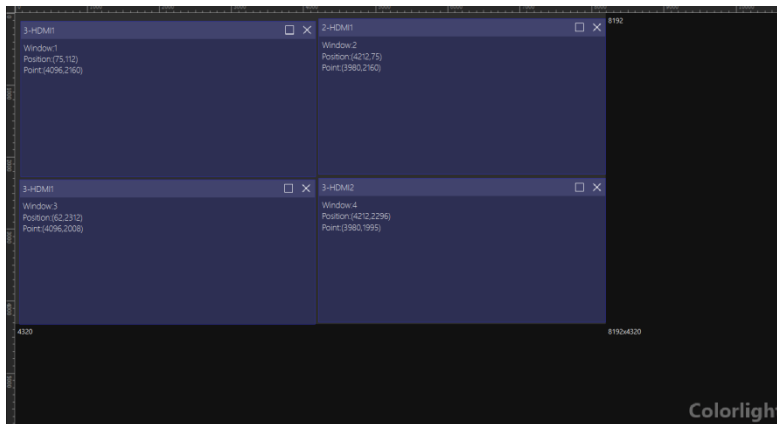 3-HDMI1
Window:1
Position:(75,112)
Point:(4096,2160)
2-HDMI1
Window:2
Position:(4212,75)
Point:(3980,2160)
8192
3-HDMI1
Window:3
Position:(62,2312)
Point:(4096,2008)
3-HDMI2
Window:4
Position:(4212,2296)
Point:(3980,1995)
4320
8192x4320
Colorlight